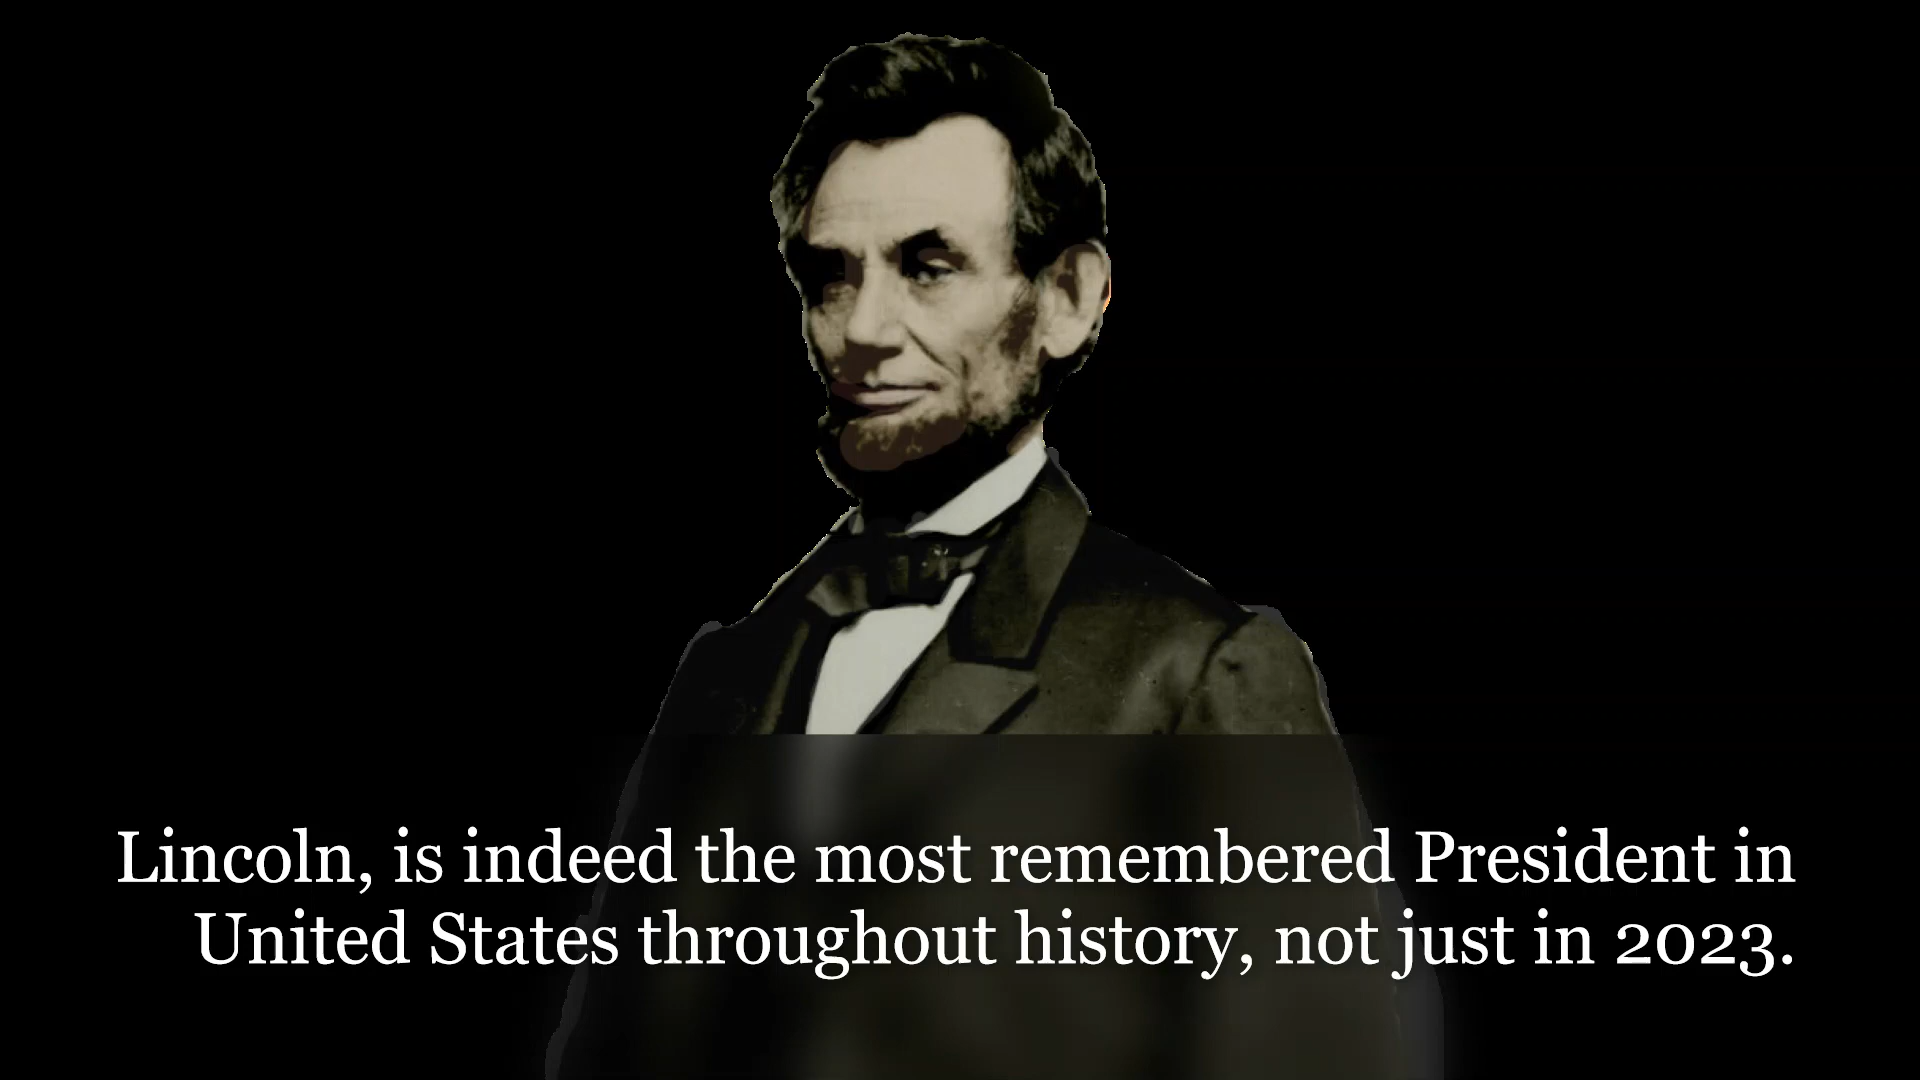 Lincoln, is indeed the most remembered President in
United States throughout history, not just in 2023.